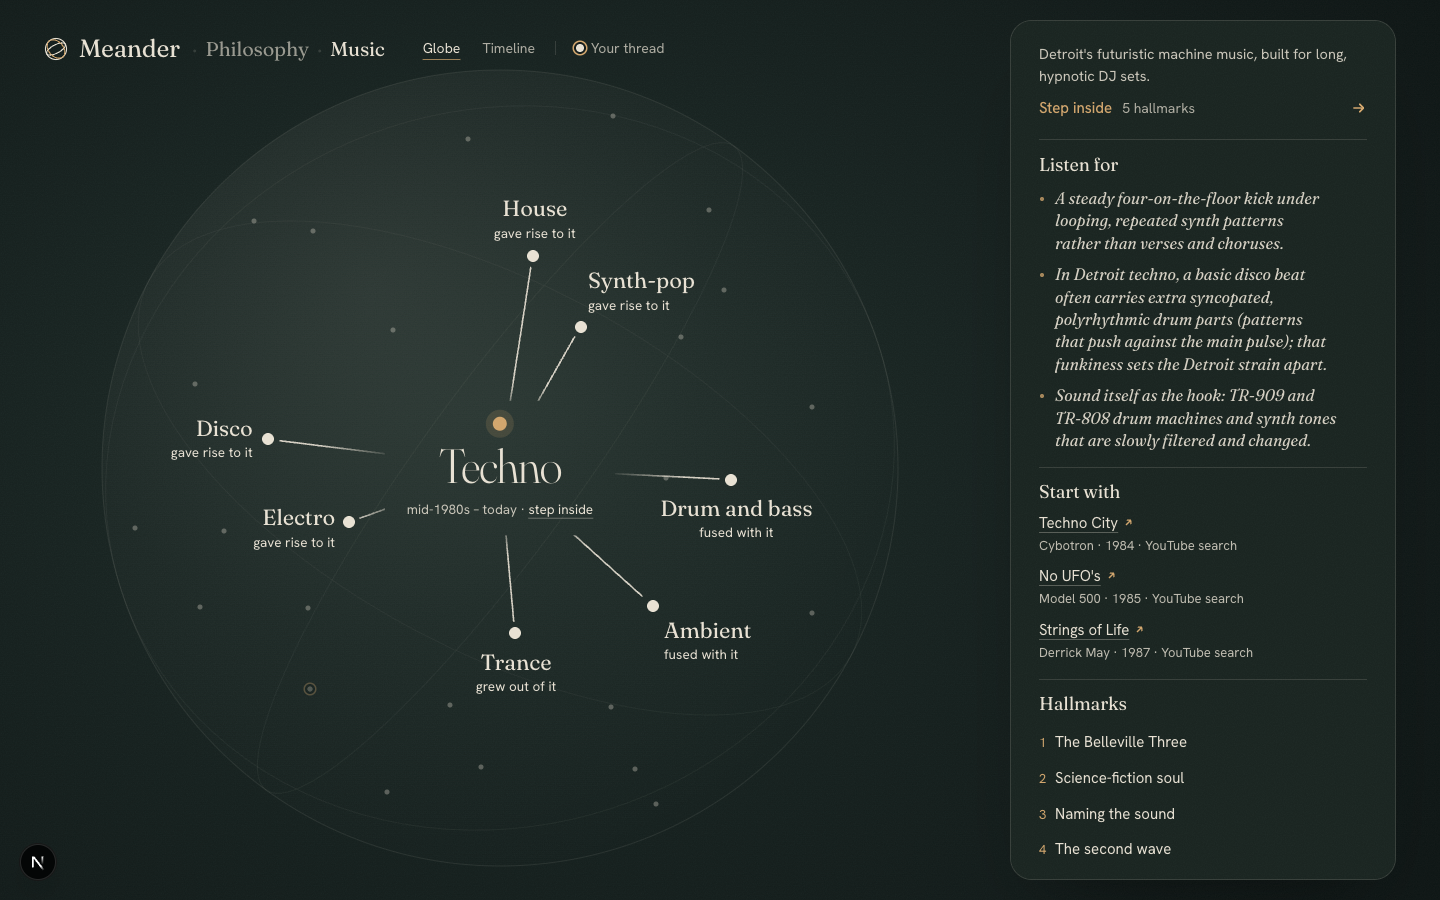 Meander · Philosophy · Music
Globe Timeline Your thread
House
gave rise to it
Synth-pop
gave rise to it
Disco
gave rise to it
Techno
mid-1980s – today · step inside
Electro
gave rise to it
Drum and bass
fused with it
Ambient
fused with it
Trance
grew out of it
N
Detroit's futuristic machine music, built for long,
hypnotic DJ sets.
Step inside 5 hallmarks →
Listen for
• A steady four-on-the-floor kick under
looping, repeated synth patterns
rather than verses and choruses.
• In Detroit techno, a basic disco beat
often carries extra syncopated,
polyrhythmic drum parts (patterns
that push against the main pulse); that
funkiness sets the Detroit strain apart.
• Sound itself as the hook: TR-909 and
TR-808 drum machines and synth tones
that are slowly filtered and changed.
Start with
Techno City ↗
Cybotron · 1984 · YouTube search
No UFO's ↗
Model 500 · 1985 · YouTube search
Strings of Life ↗
Derrick May · 1987 · YouTube search
Hallmarks
1 The Belleville Three
2 Science-fiction soul
3 Naming the sound
4 The second wave